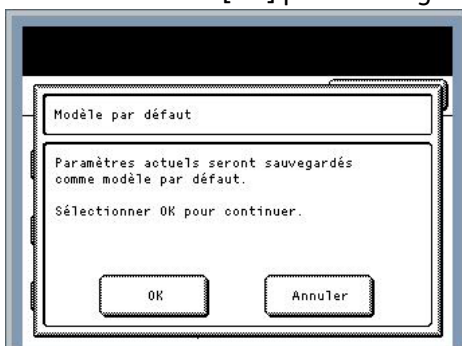 Modèle par défaut
Paramètres actuels seront sauvegardés
comme modèle par défaut.
Sélectionner OK pour continuer.
OK
Annuler